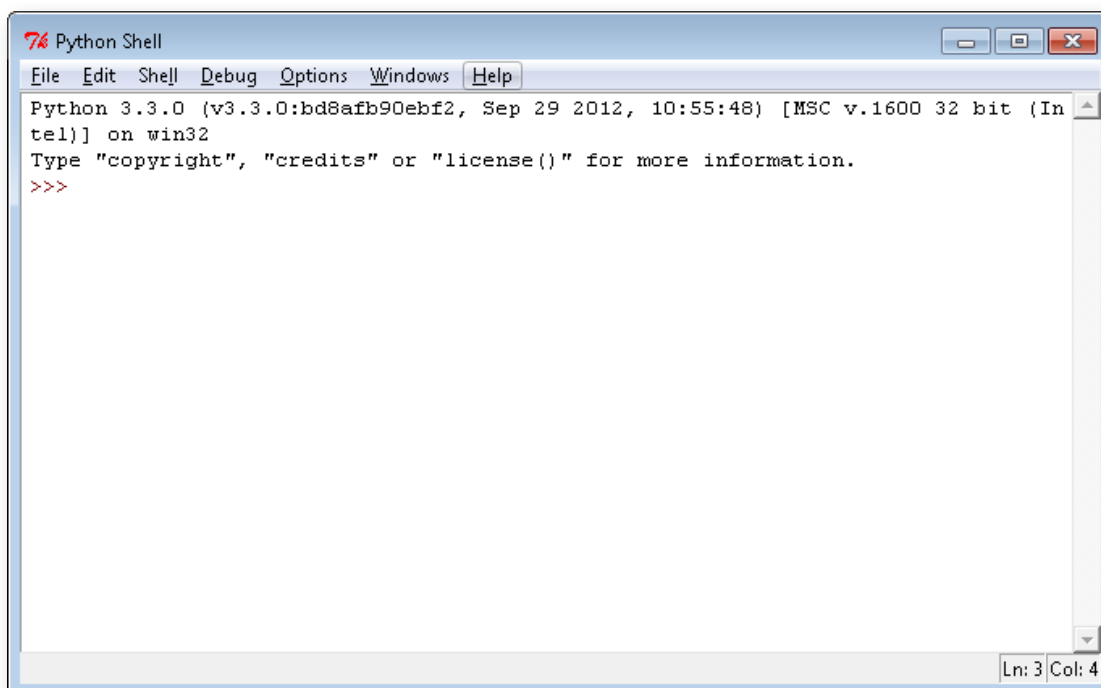 7% Python Shell
File Edit Shell Debug Options Windows Help
Python 3.3.0 (v3.3.0:bd8afb90ebf2, Sep 29 2012, 10:55:48) [MSC v.1600 32 bit (In
tel)] on win32
Type "copyright", "credits" or "license()" for more information.
>>>
Ln: 3 Col: 4